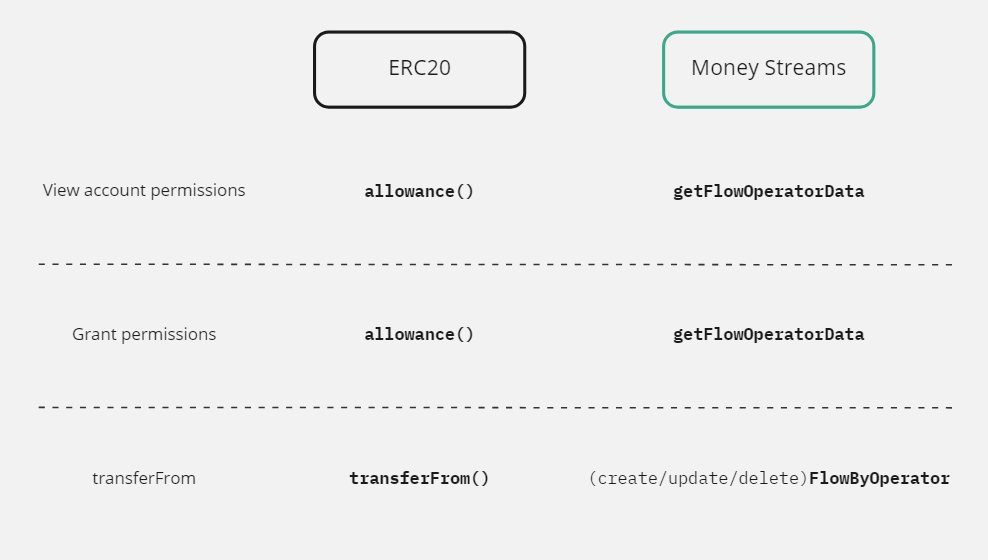 ERC20
Money Streams
View account permissions
allowance()
getFlowOperatorData
Grant permissions
allowance()
getFlowOperatorData
transferFrom
transferFrom()
(create/update/delete)FlowByOperator